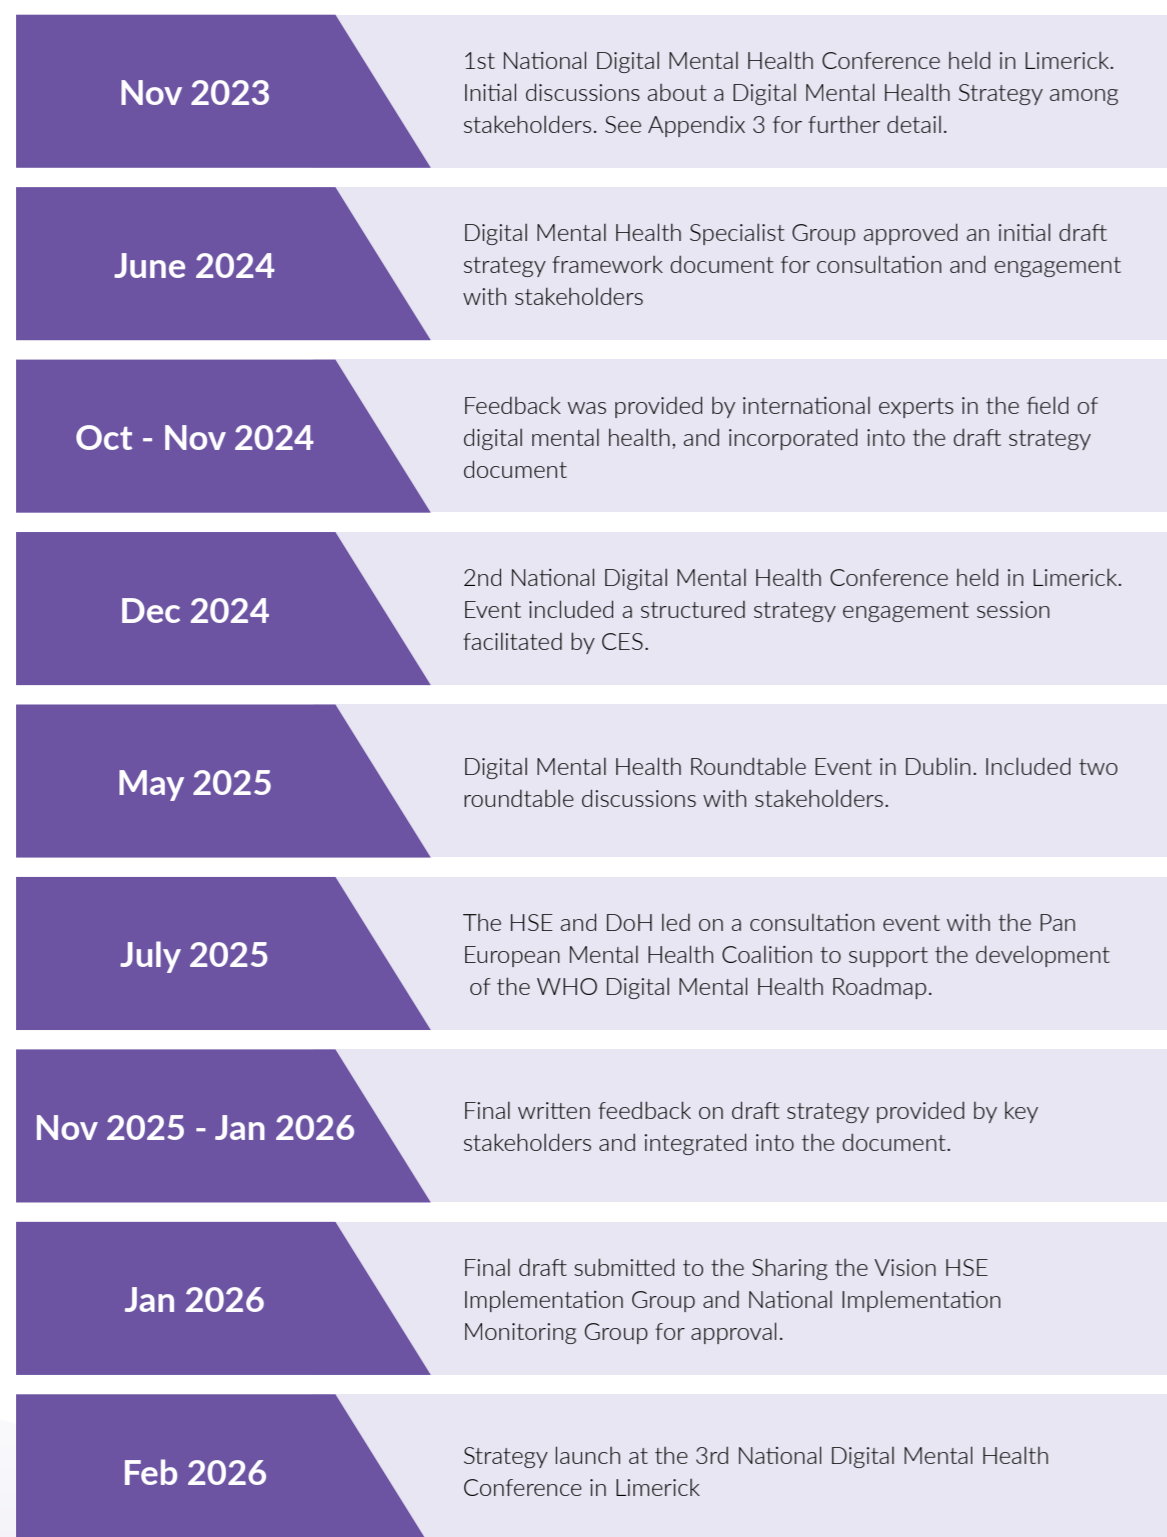 Nov 2023
1st National Digital Mental Health Conference held in Limerick.
Initial discussions about a Digital Mental Health Strategy among
stakeholders. See Appendix 3 for further detail.
June 2024
Digital Mental Health Specialist Group approved an initial draft
strategy framework document for consultation and engagement
with stakeholders
Oct - Nov 2024
Feedback was provided by international experts in the field of
digital mental health, and incorporated into the draft strategy
document
Dec 2024
2nd National Digital Mental Health Conference held in Limerick.
Event included a structured strategy engagement session
facilitated by CES.
May 2025
Digital Mental Health Roundtable Event in Dublin. Included two
roundtable discussions with stakeholders.
July 2025
The HSE and DoH led on a consultation event with the Pan
European Mental Health Coalition to support the development
of the WHO Digital Mental Health Roadmap.
Nov 2025 - Jan 2026
Final written feedback on draft strategy provided by key
stakeholders and integrated into the document.
Jan 2026
Final draft submitted to the Sharing the Vision HSE
Implementation Group and National Implementation
Monitoring Group for approval.
Feb 2026
Strategy launch at the 3rd National Digital Mental Health
Conference in Limerick